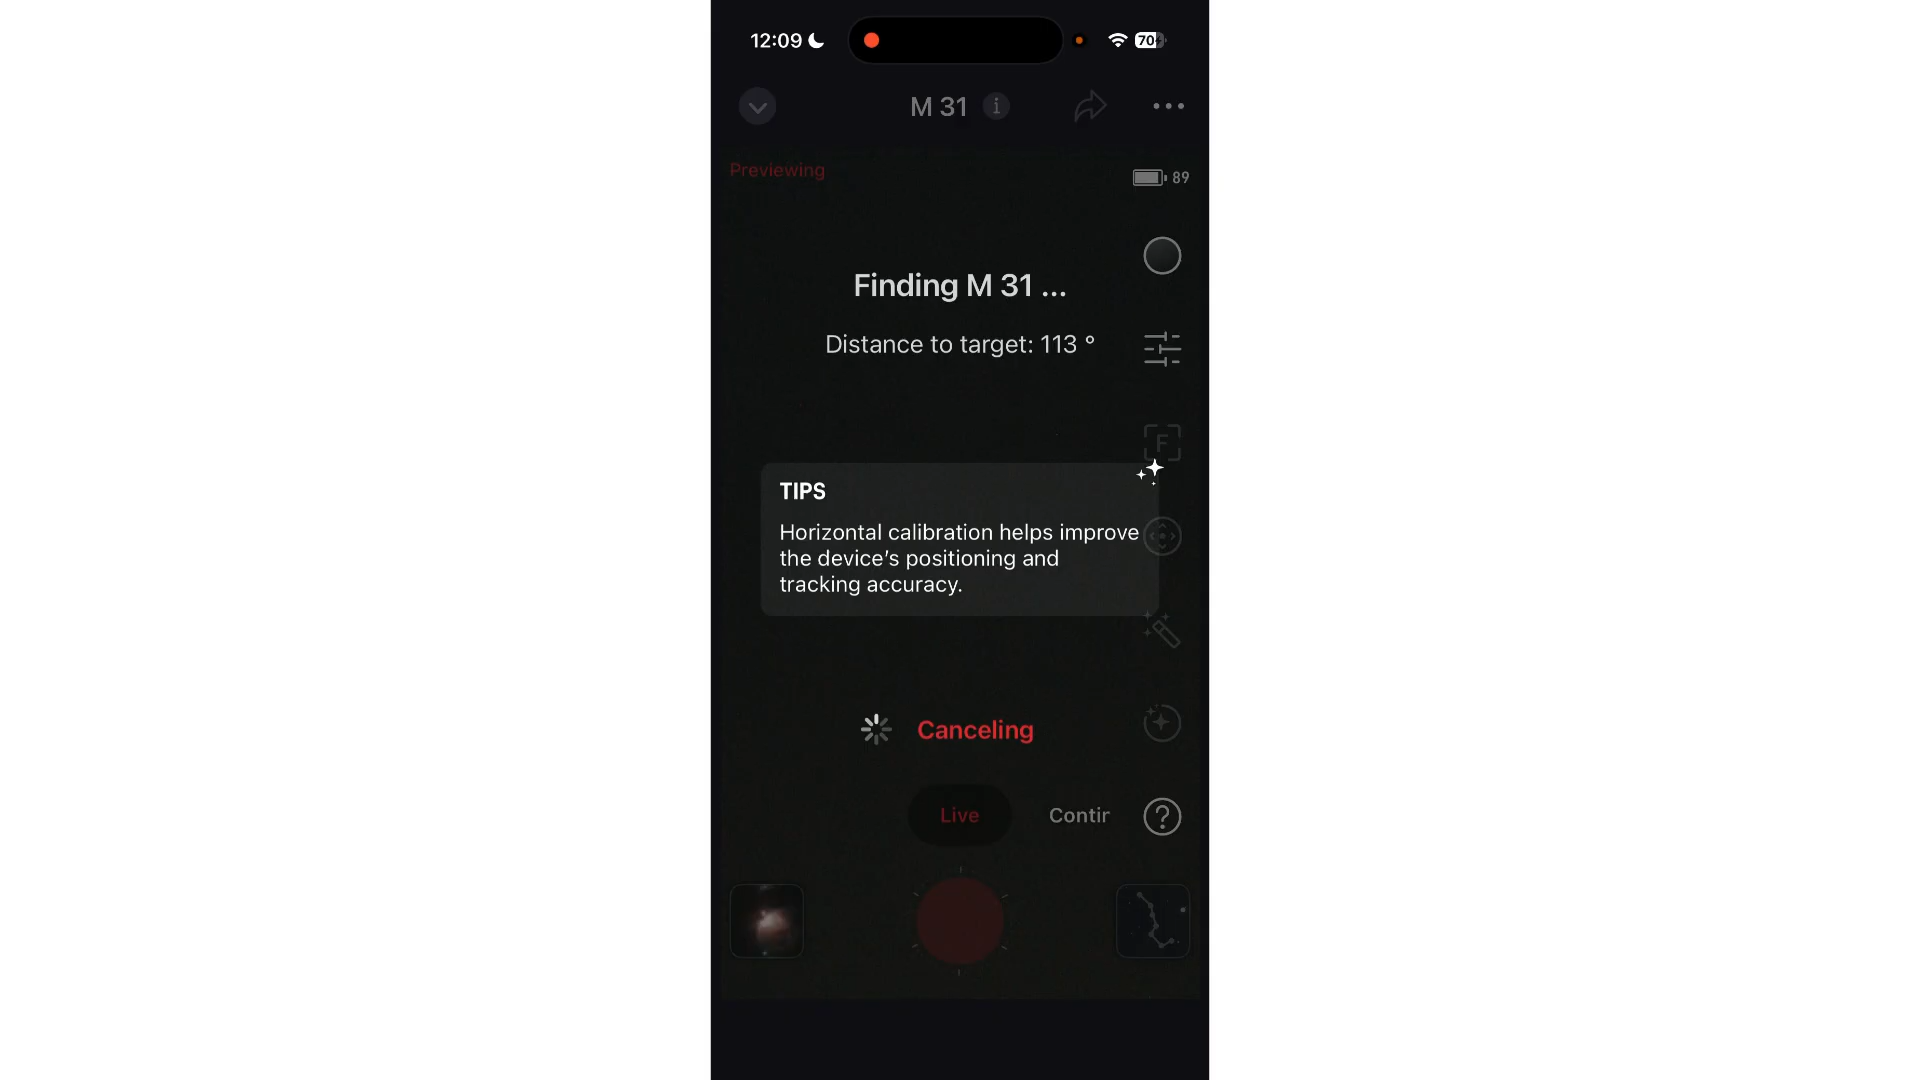 12:09
70
M 31
Previewing
89
Finding M 31 ...
Distance to target: 113 °
F
TIPS
Horizontal calibration helps improve
the device's positioning and
tracking accuracy.
Canceling
Live
Contir